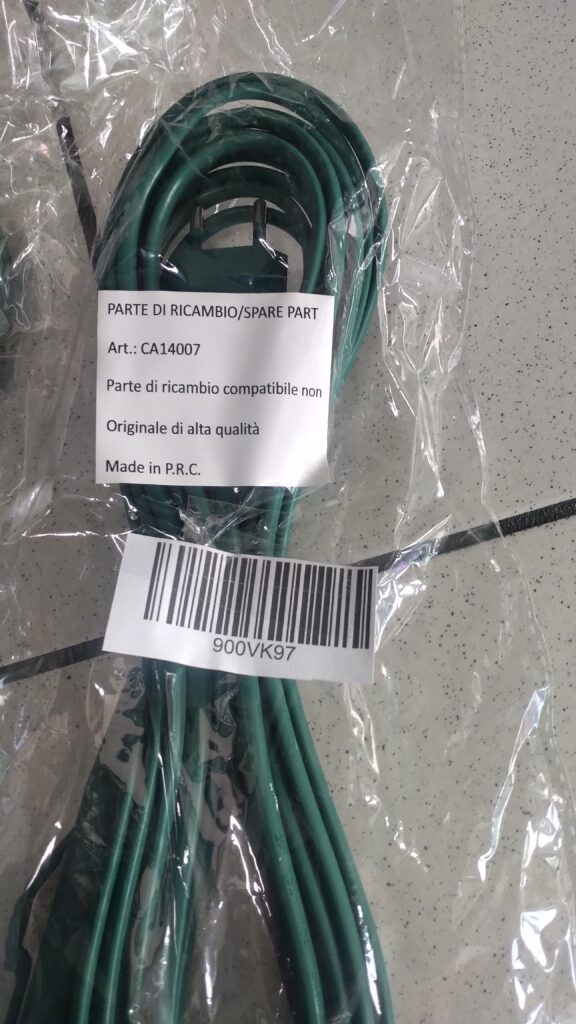 PARTE DI RICAMBIO/SPARE PART
Art.: CA14007
Parte di ricambio compatibile non
Originale di alta qualità
Made in P.R.C.
900VK97